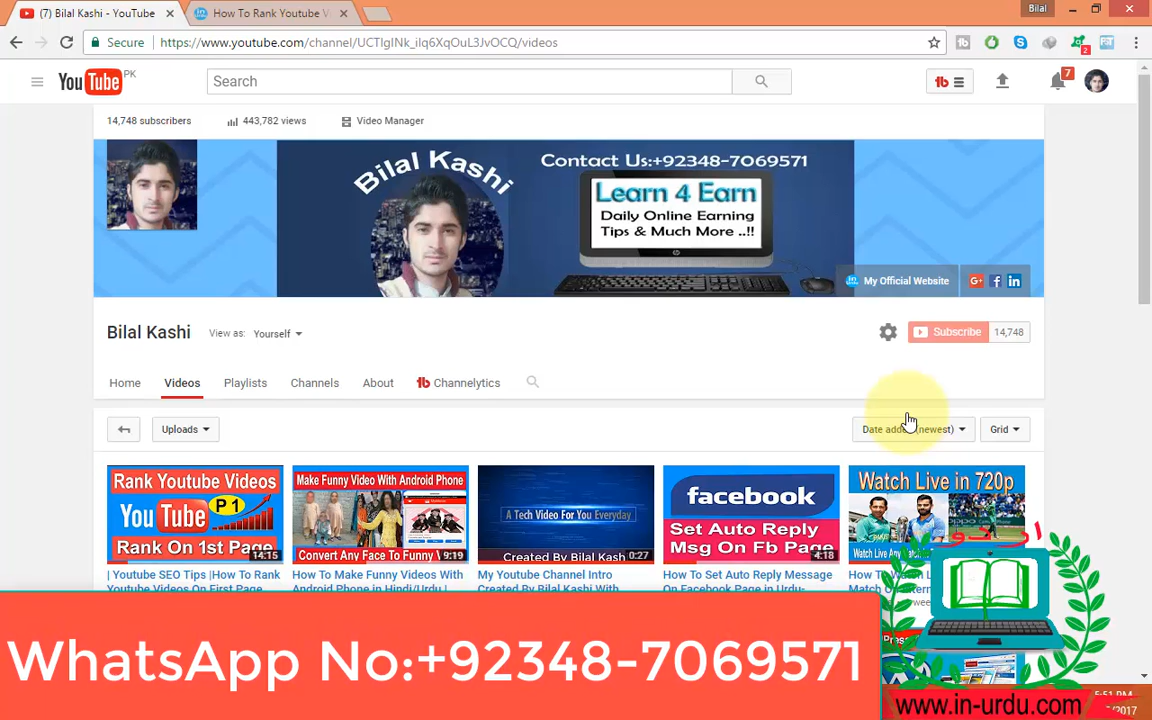 (7) Bilal Kashi - YouTube
How To Rank Youtube V
Bilal
Secure https://www.youtube.com/channel/UCTIgINk_iIq6XqOuL3JvOCQ/videos
2
YouTube PK
Search
7
14,748 subscribers 443,782 views Video Manager
Bilal Kashi
Contact Us:+92348-7069571
Learn 4 Earn
Daily Online Earning
Tips & Much More ..!!
My Official Website
Bilal Kashi View as: Yourself
Subscribe 14,748
Home Videos Playlists Channels About Channelytics
Uploads
Date added (newest) Grid
Rank Youtube Videos
YouTube P1
Rank On 1st Page
14:15
Make Funny Video With Android Phone
Convert Any Face To Funny
9:19
A Tech Video For You Everyday
Created By Bilal Kash
0:27
facebook
Set Auto Reply
Msg On Fb Page
4:18
Watch Live in 720p
| Youtube SEO Tips |How To Rank
Youtube Videos On First Page
How To Make Funny Videos With
Android Phone in Hindi/Urdu |
My Youtube Channel Intro
Created By Bilal Kashi With
How To Set Auto Reply Message
On Facebook Page in Urdu-
WhatsApp No:+92348-7069571
اردو
www.in-urdu.com